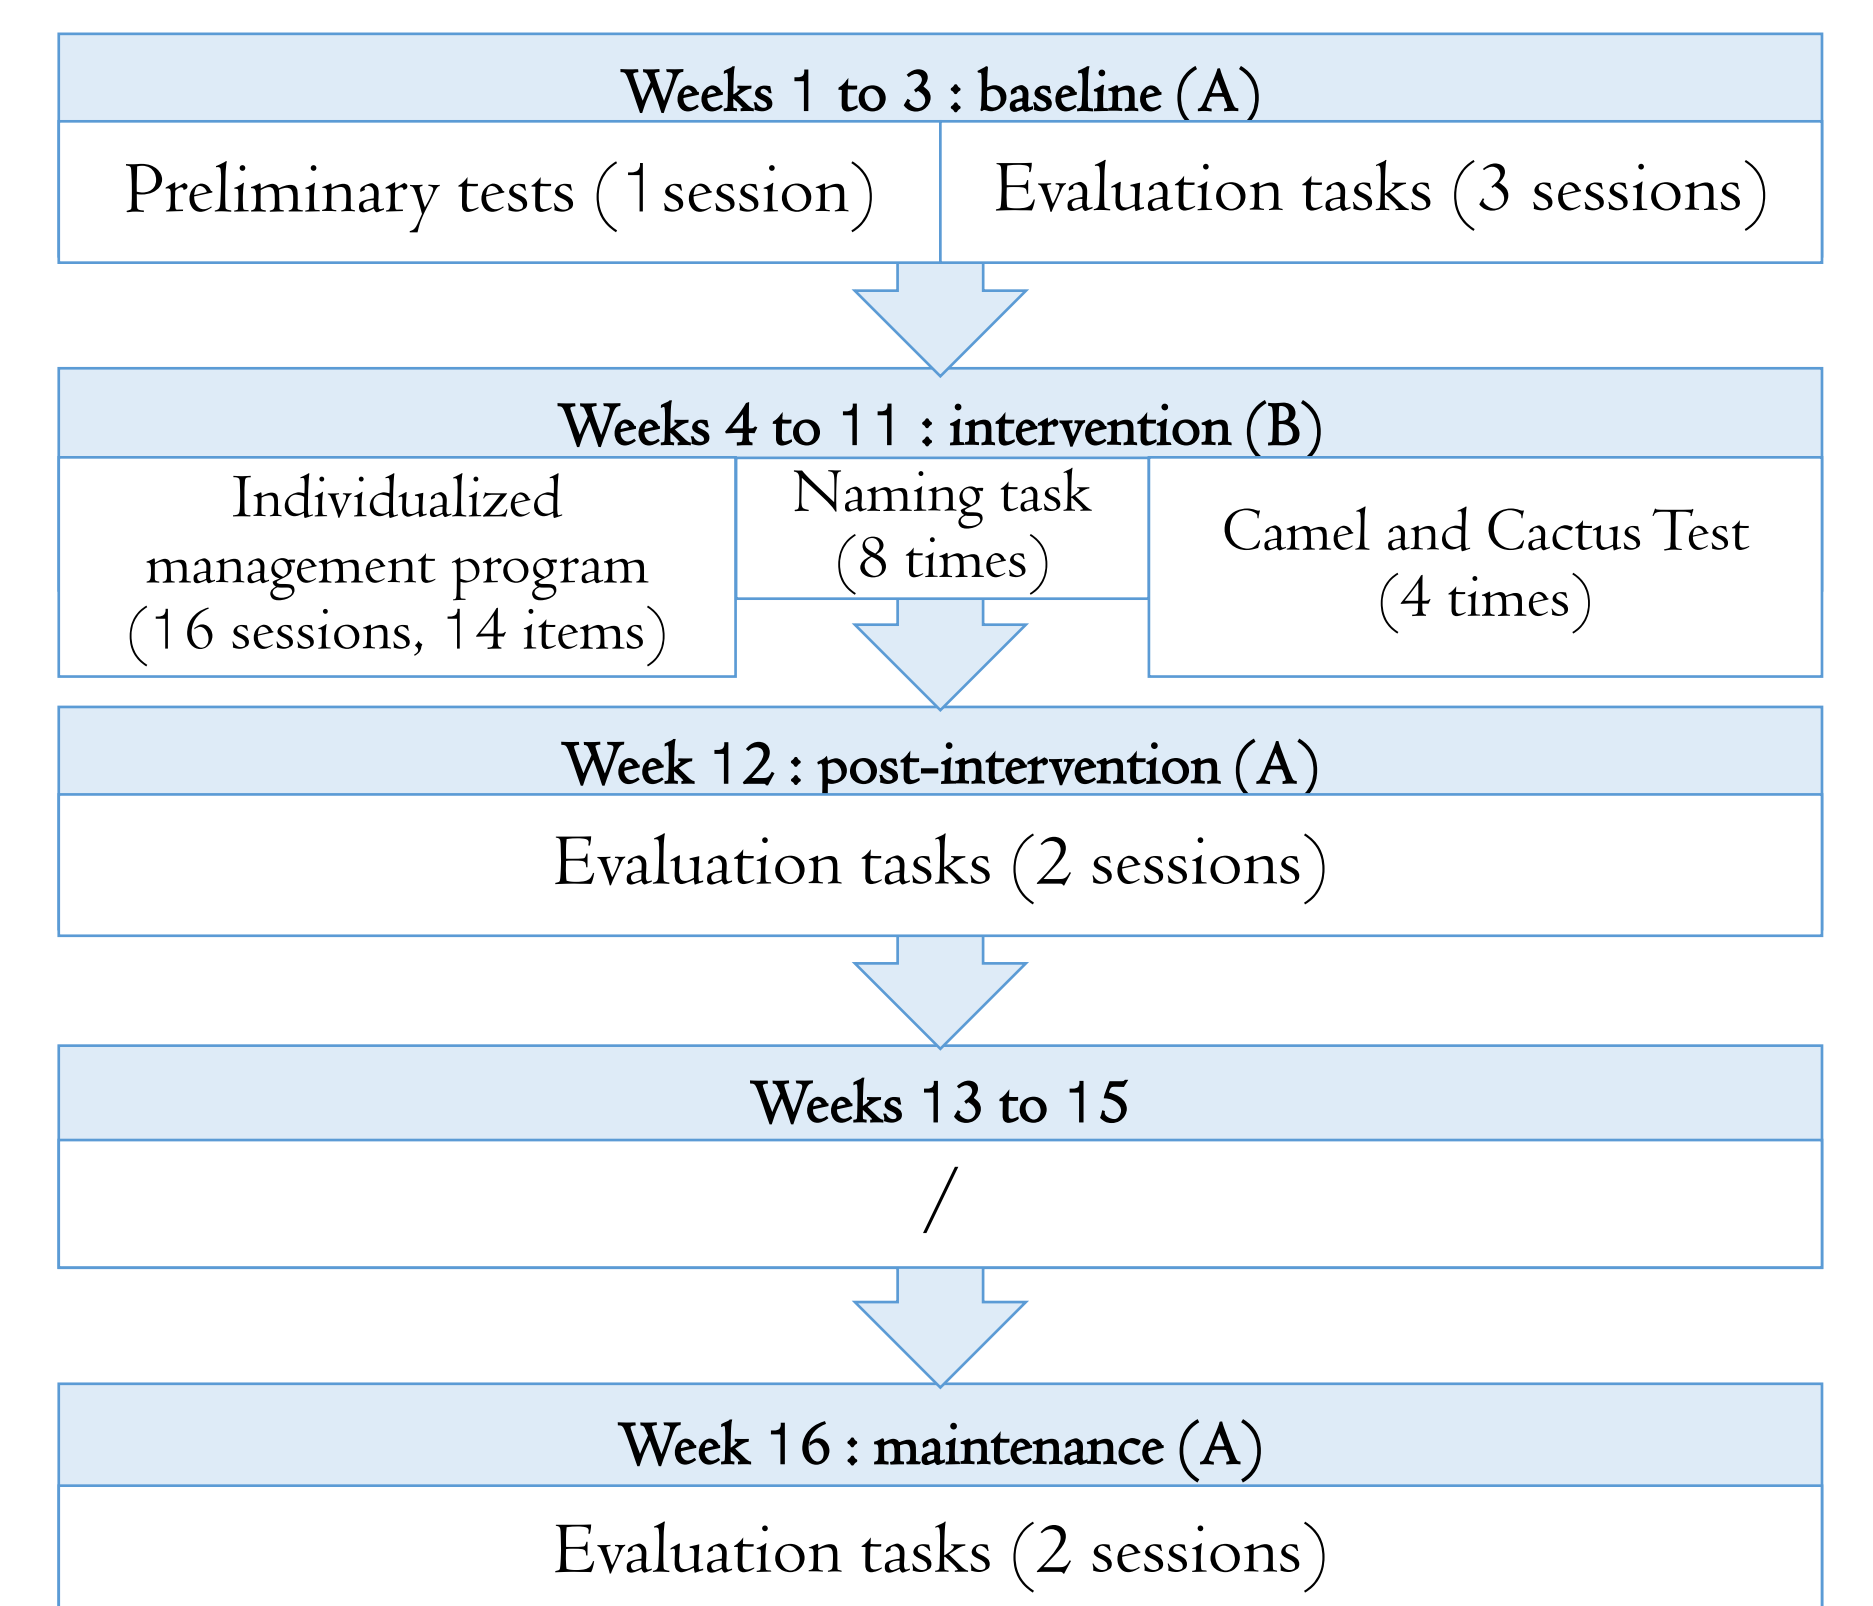 Weeks 1 to 3 : baseline (A)
Preliminary tests (1session)
Evaluation tasks (3 sessions)
Weeks 4 to 11 : intervention (B)
Individualized
management program
(16 sessions, 14 items)
Naming task
(8 times)
Camel and Cactus Test
(4 times)
Week 12 : post-intervention (A)
Evaluation tasks (2 sessions)
Weeks 13 to 15
/
Week 16 : maintenance (A)
Evaluation tasks (2 sessions)